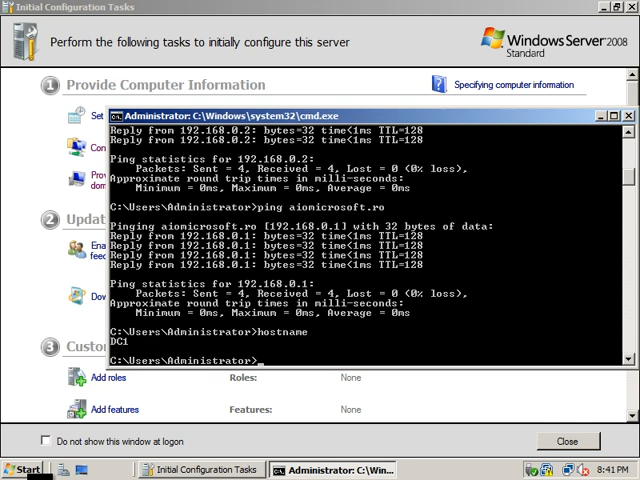 Initial Configuration Tasks
Perform the following tasks to initially configure this server
Windows Server 2008
Standard
1 Provide Computer Information
Specifying computer information
Set
Administrator: C:\Windows\system32\cmd.exe
Reply from 192.168.0.2: bytes=32 time<1ms TTL=128
Reply from 192.168.0.2: bytes=32 time<1ms TTL=128
Con
Ping statistics for 192.168.0.2:
Packets: Sent = 4, Received = 4, Lost = 0 (0% loss),
Approximate round trip times in milli-seconds:
Minimum = 0ms, Maximum = 0ms, Average = 0ms
Prov
dom
C:\Users\Administrator>ping aiomicrosoft.ro
2 Updat
Pinging aiomicrosoft.ro [192.168.0.1] with 32 bytes of data:
Reply from 192.168.0.1: bytes=32 time<1ms TTL=128
Reply from 192.168.0.1: bytes=32 time<1ms TTL=128
Reply from 192.168.0.1: bytes=32 time<1ms TTL=128
Reply from 192.168.0.1: bytes=32 time<1ms TTL=128
Ena
feed
Ping statistics for 192.168.0.1:
Packets: Sent = 4, Received = 4, Lost = 0 (0% loss),
Approximate round trip times in milli-seconds:
Minimum = 0ms, Maximum = 0ms, Average = 0ms
Dow
C:\Users\Administrator>hostname
DC1
3 Custo
C:\Users\Administrator>_
Add roles Roles: None
Add features Features: None
Do not show this window at logon
Close
Start
Initial Configuration Tasks
Administrator: C:\Win...
8:41 PM